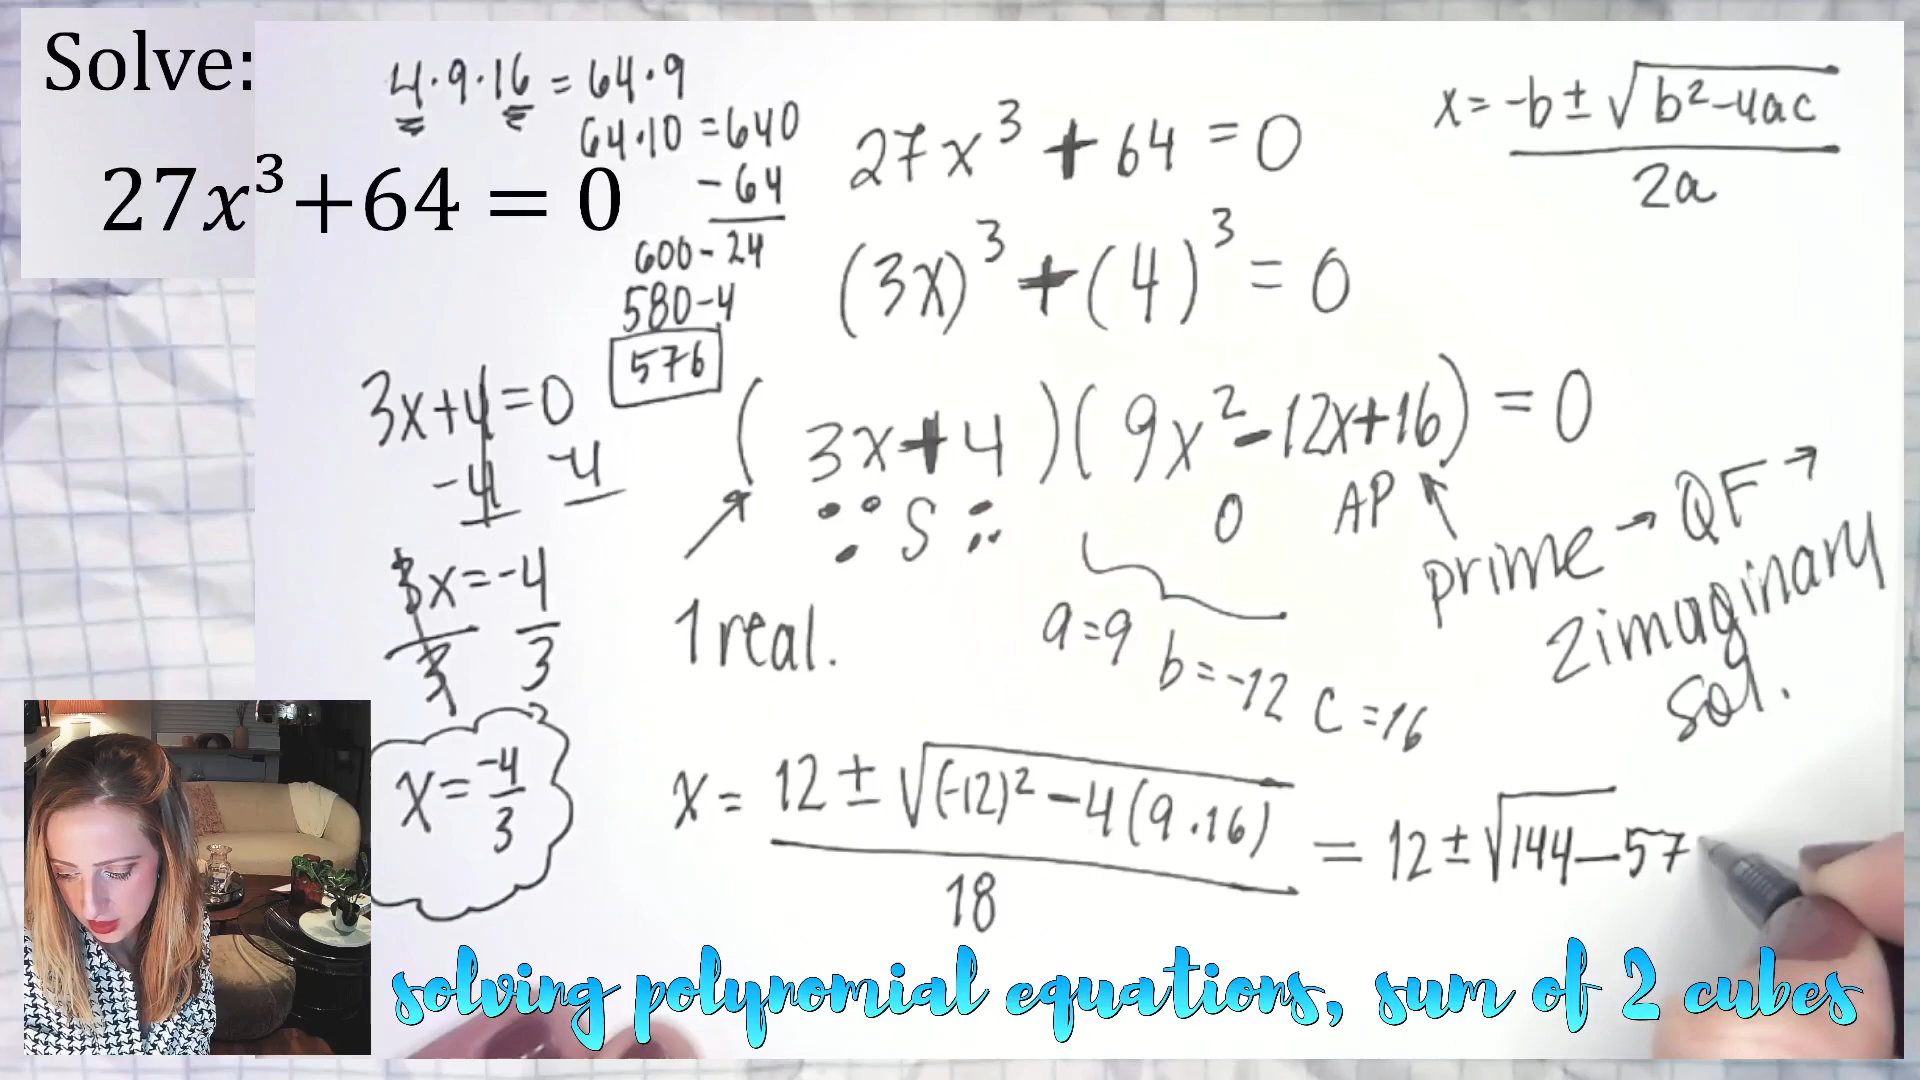 Solve:
27x³+64 = 0
4·9·16 = 64·9
64·10 = 640
- 64
600 - 24
580 - 4
576
27x³ + 64 = 0
x = -b ± √b² - 4ac
2a
(3x)³ + (4)³ = 0
(3x+4)(9x² - 12x + 16) = 0
S O AP
prime → QF →
2 imaginary
sol.
1 real.
a = 9 b = -12 c = 16
3x + 4 = 0
-4 -4
3x = -4
3 3
x = -4
3
x = 12 ± √(-12)² - 4(9·16) = 12 ± √144 - 57
18
solving polynomial equations, sum of 2 cubes